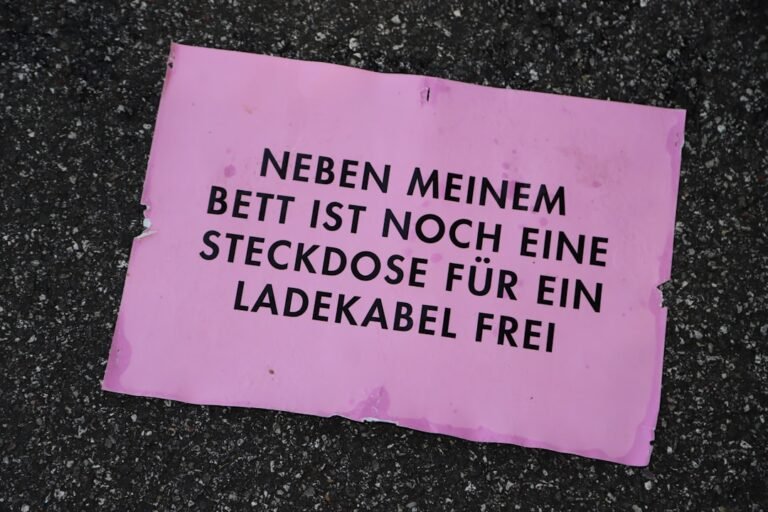 NEBEN MEINEM
BETT IST NOCH EINE
STECKDOSE FÜR EIN
LADEKABEL FREI